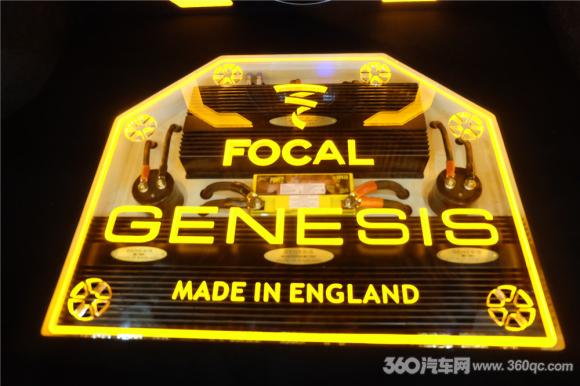 FOCAL
GENESIS
MADE IN ENGLAND
360汽车网 www.360qc.com